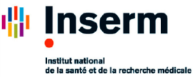 Inserm
Institut national
de la santé et de la recherche médicale